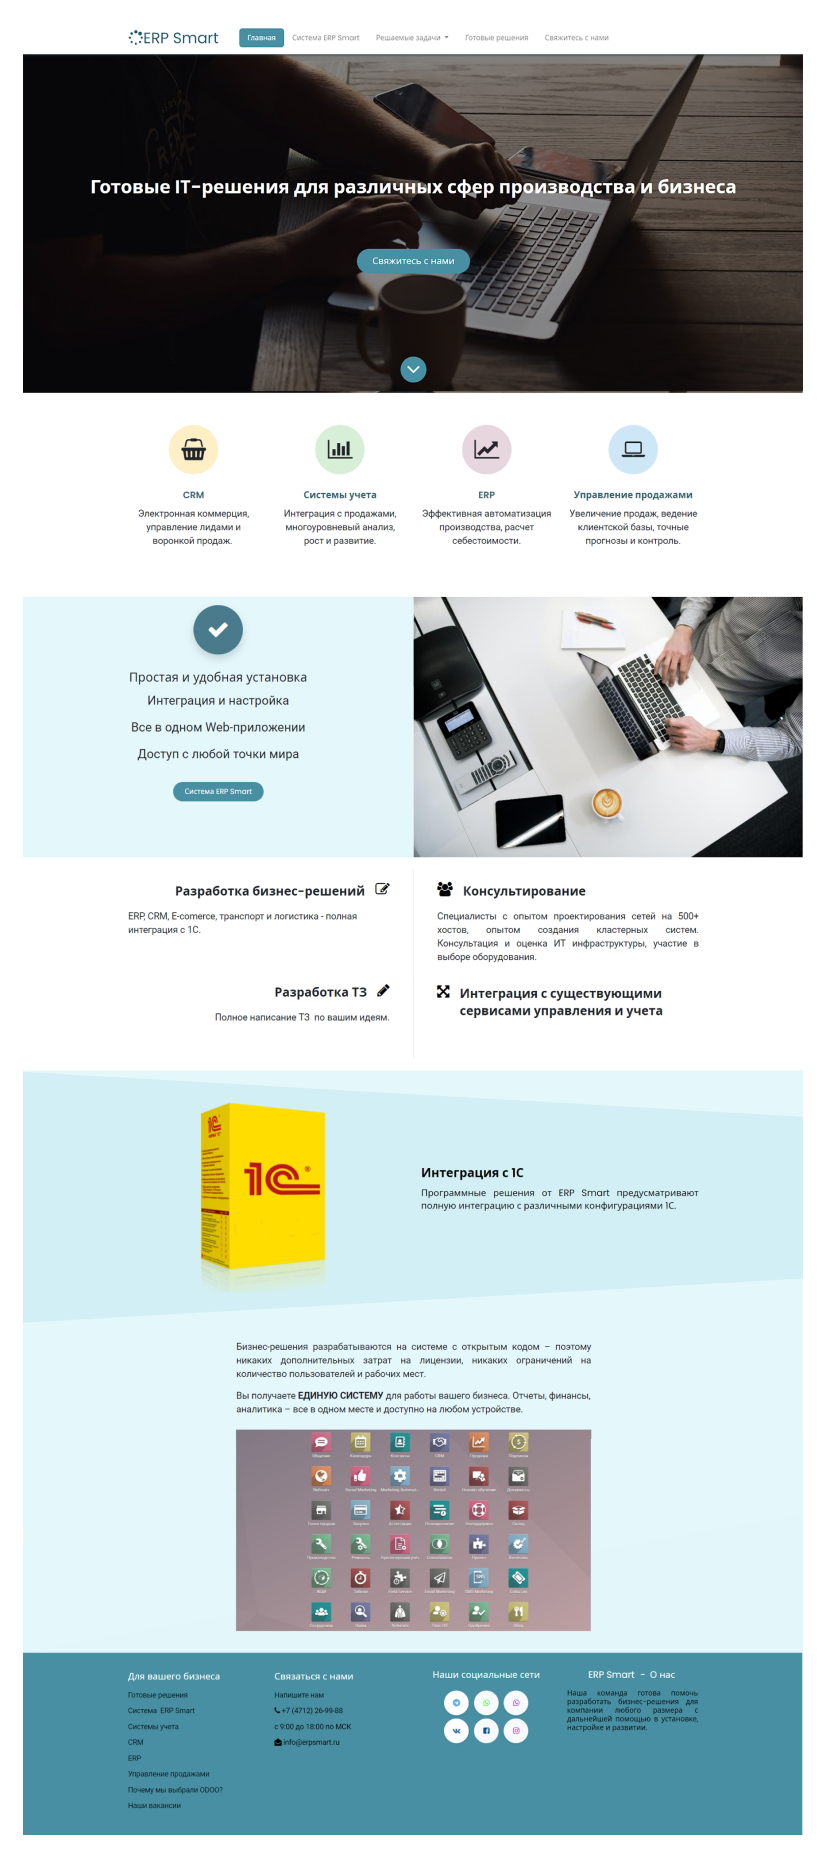 ERP Smart
Главная
Система ERP Smart
Решаемые задачи
Готовые решения
Свяжитесь с нами
Готовые IT-решения для различных сфер производства и бизнеса
Свяжитесь с нами
CRM
Электронная коммерция,
управление лидами и
воронкой продаж.
Системы учета
Интеграция с продажами,
многоуровневый анализ,
рост и развитие.
ERP
Эффективная автоматизация
производства, расчет
себестоимости.
Управление продажами
Увеличение продаж, ведение
клиентской базы, точные
прогнозы и контроль.
Простая и удобная установка
Интеграция и настройка
Все в одном Web-приложении
Доступ с любой точки мира
Система ERP Smart
Разработка бизнес-решений
ERP, CRM, E-comerce, транспорт и логистика - полная
интеграция с 1С.
Консультирование
Специалисты с опытом проектирования сетей на 500+
хостов, опытом создания кластерных систем.
Консультация и оценка ИТ инфраструктуры, участие в
выборе оборудования.
Разработка ТЗ
Полное написание ТЗ по вашим идеям.
Интеграция с существующими
сервисами управления и учета
1С
Интеграция с 1С
Программные решения от ERP Smart предусматривают
полную интеграцию с различными конфигурациями 1С.
Бизнес-решения разрабатываются на системе с открытым кодом – поэтому
никаких дополнительных затрат на лицензии, никаких ограничений на
количество пользователей и рабочих мест.
Вы получаете ЕДИНУЮ СИСТЕМУ для работы вашего бизнеса. Отчеты, финансы,
аналитика – все в одном месте и доступно на любом устройстве.
Для вашего бизнеса
Готовые решения
Система ERP Smart
Системы учета
CRM
ERP
Управление продажами
Почему мы выбрали ODOO?
Наши вакансии
Связаться с нами
Напишите нам
+7 (4712) 26-99-88
с 9:00 до 18:00 по МСК
info@erpsmart.ru
Наши социальные сети
ERP Smart - О нас
Наша команда готова помочь
разработать бизнес-решения для
компании любого размера с
дальнейшей помощью в установке,
настройке и развитии.